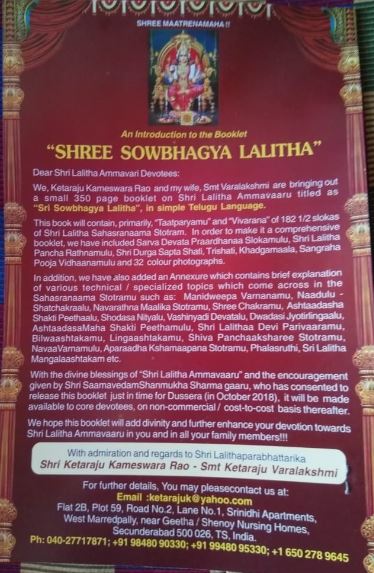 SHREE MAATRENAMAHA !!
An Introduction to the Booklet
"SHREE SOWBHAGYA LALITHA"
Dear Shri Lalitha Ammavari Devotees:
We, Ketaraju Kameswara Rao and my wife, Smt Varalakshmi are bringing out
a small 350 page booklet on Shri Lalitha Ammavaaru titled as
"Sri Sowbhagya Lalitha", in simple Telugu Language.
This book will contain, primarily, "Taatparyamu" and "Vivarana" of 182 1/2 slokas
of Shri Lalitha Sahasranama Stotram. In order to make it a comprehensive
booklet, we have included Sarva Devata Praardhanaa Slokamulu, Shri Lalitha
Pancha Rathnamulu, Shri Durga Sapta Shati, Trishati, Khadgamaala, Sangraha
Pooja Vidhaanamulu and 32 colour photographs.
In addition, we have also added an Annexure which contains brief explanation
of various technical / specialized topics which come across in the
Sahasranaama Stotramu such as: Manidweepa Varnanamu, Naadulu -
Shatchakraalu, Navarathna Maalika Stotramu, Shree Chakramu, Ashtaadasha
Shakti Peethaalu, Shodasa Nityalu, Vashinyadi Devatalu, Dwadasi Jyotirlingaalu,
AshtaadasaMaha Shakti Peethamulu, Shri Lalithaa Devi Parivaaramu,
Bilwaashtakamu, Lingaashtakamu, Shiva Panchaaksharee Stotramu,
NavaaVarnamulu, Aparaadha Kshamaapana Stotramu, Phalasruthi, Sri Lalitha
Mangalaashtakam etc.
With the divine blessings of "Shri Lalitha Ammavaaru" and the encouragement
given by Shri SaamavedamShanmukha Sharma gaaru, who has consented to
release this booklet just in time for Dussera (in October 2018), it will be made
available to core devotees, on non-commercial / cost-to-cost basis thereafter.
We hope this booklet will add divinity and further enhance your devotion towards
Shri Lalitha Ammavaaru in you and in all your family members!!!
With admiration and regards to Shri Lalithaparabhattarika
Shri Ketaraju Kameswara Rao - Smt Ketaraju Varalakshmi
For further details, You may pleasecontact us at:
Email :ketarajuk@yahoo.com
Flat 2B, Plot 59, Road No.2, Lane No.1, Srinidhi Apartments,
West Marredpally, near Geetha / Shenoy Nursing Homes,
Secunderabad 500 026, TS, India.
Ph: 040-27717871; +91 98480 90330; +91 99480 95330; +1 650 278 9645